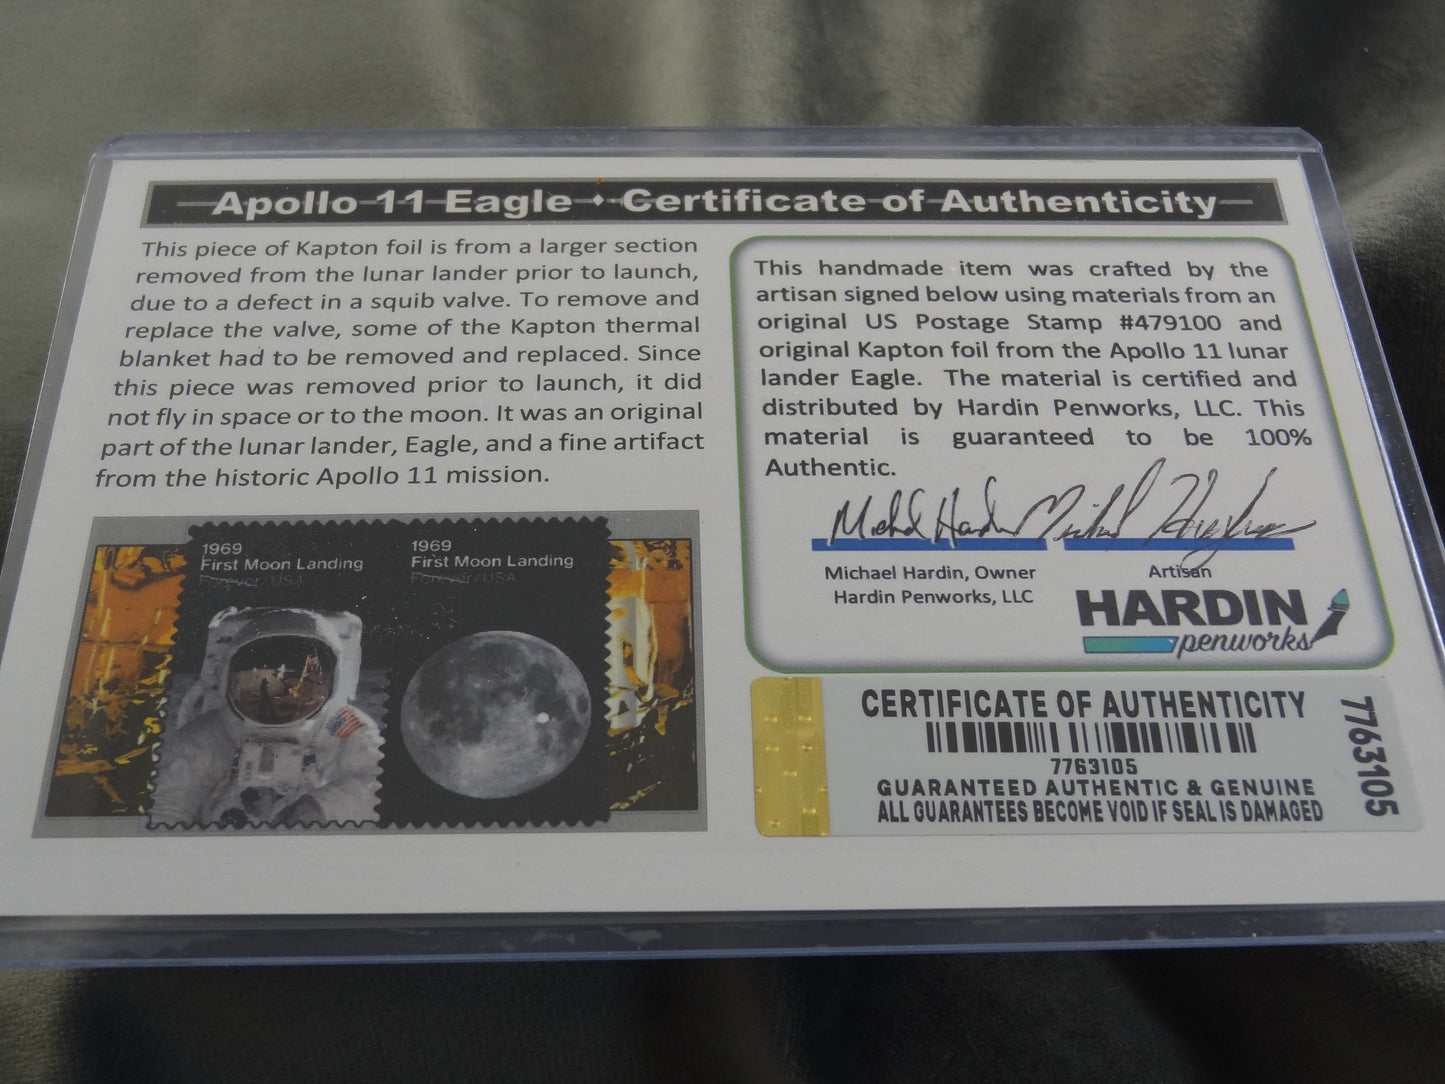 Apollo 11 Eagle ♦ Certificate of Authenticity
This piece of Kapton foil is from a larger section
removed from the lunar lander prior to launch,
due to a defect in a squib valve. To remove and
replace the valve, some of the Kapton thermal
blanket had to be removed and replaced. Since
this piece was removed prior to launch, it did
not fly in space or to the moon. It was an original
part of the lunar lander, Eagle, and a fine artifact
from the historic Apollo 11 mission.
1969
First Moon Landing
Forever/USA
1969
First Moon Landing
Forever/USA
This handmade item was crafted by the
artisan signed below using materials from an
original US Postage Stamp #479100 and
original Kapton foil from the Apollo 11 lunar
lander Eagle. The material is certified and
distributed by Hardin Penworks, LLC. This
material is guaranteed to be 100%
Authentic.
Michael Hardin
Michael Hardin, Owner
Hardin Penworks, LLC
Artisan
HARDIN
penworks
CERTIFICATE OF AUTHENTICITY
7763105
GUARANTEED AUTHENTIC & GENUINE
ALL GUARANTEES BECOME VOID IF SEAL IS DAMAGED
7763105